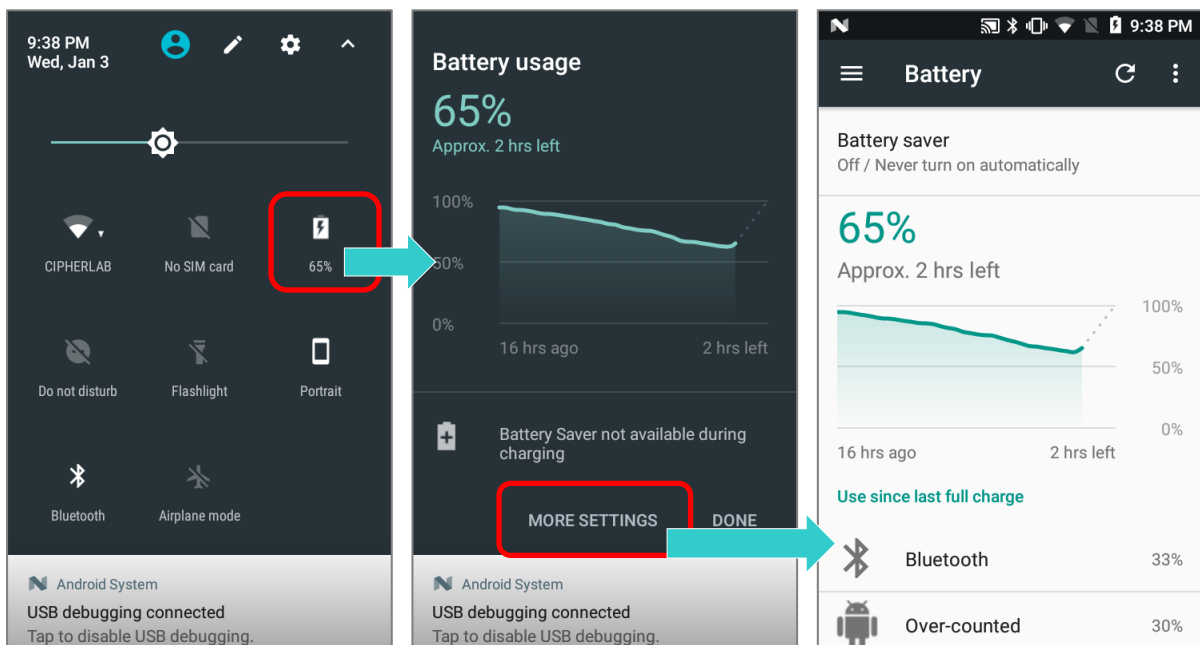 9:38 PM
Wed, Jan 3
CIPHERLAB
No SIM card
65%
Do not disturb
Flashlight
Portrait
Bluetooth
Airplane mode
Android System
USB debugging connected
Tap to disable USB debugging.
Battery usage
65%
Approx. 2 hrs left
100%
50%
0%
16 hrs ago
2 hrs left
Battery Saver not available during
charging
MORE SETTINGS
DONE
Android System
USB debugging connected
Tap to disable USB debugging.
9:38 PM
Battery
Battery saver
Off / Never turn on automatically
65%
Approx. 2 hrs left
100%
50%
0%
16 hrs ago
2 hrs left
Use since last full charge
Bluetooth
33%
Over-counted
30%